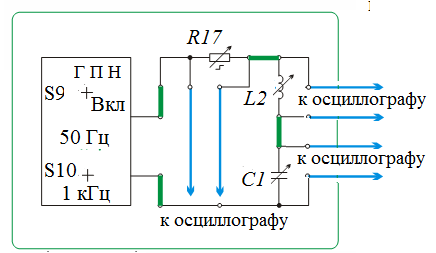 R17
Г П Н
S9 +
Вкл
L2
к осциллографу
50 Гц
к осциллографу
S10 +
C1
1 кГц
к осциллографу